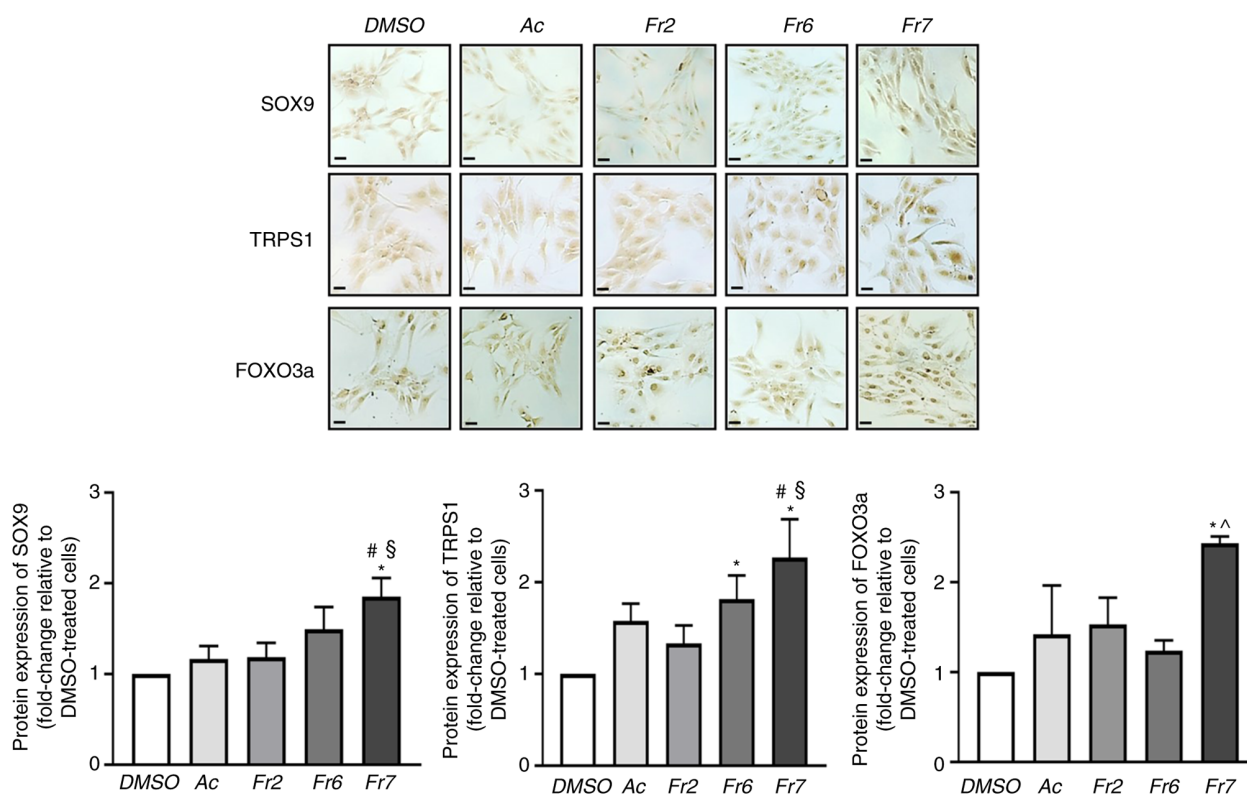 DMSO Ac Fr2 Fr6 Fr7
SOX9
TRPS1
FOXO3a
Protein expression of SOX9
(fold-change relative to
DMSO-treated cells)
3
2
1
0
# §
*
DMSO Ac Fr2 Fr6 Fr7
Protein expression of TRPS1
(fold-change relative to
DMSO-treated cells)
3
2
1
0
*
# §
*
DMSO Ac Fr2 Fr6 Fr7
Protein expression of FOXO3a
(fold-change relative to
DMSO-treated cells)
3
2
1
0
* ^
DMSO Ac Fr2 Fr6 Fr7